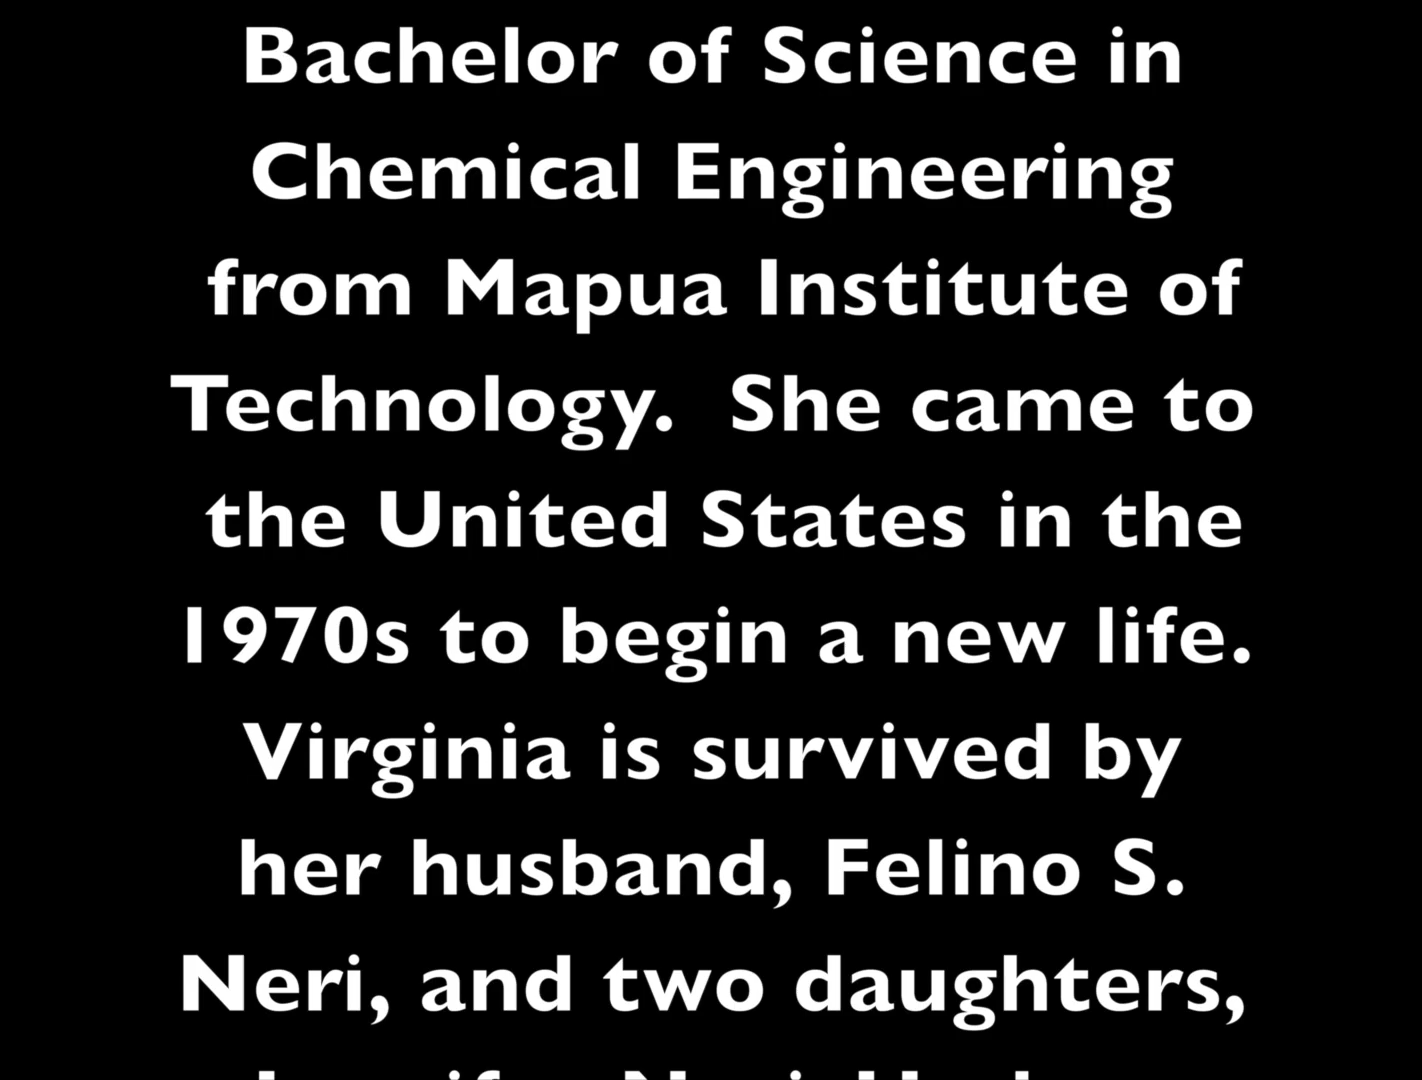 Bachelor of Science in
Chemical Engineering
from Mapua Institute of
Technology.  She came to
the United States in the
1970s to begin a new life.
Virginia is survived by
her husband, Felino S.
Neri, and two daughters,